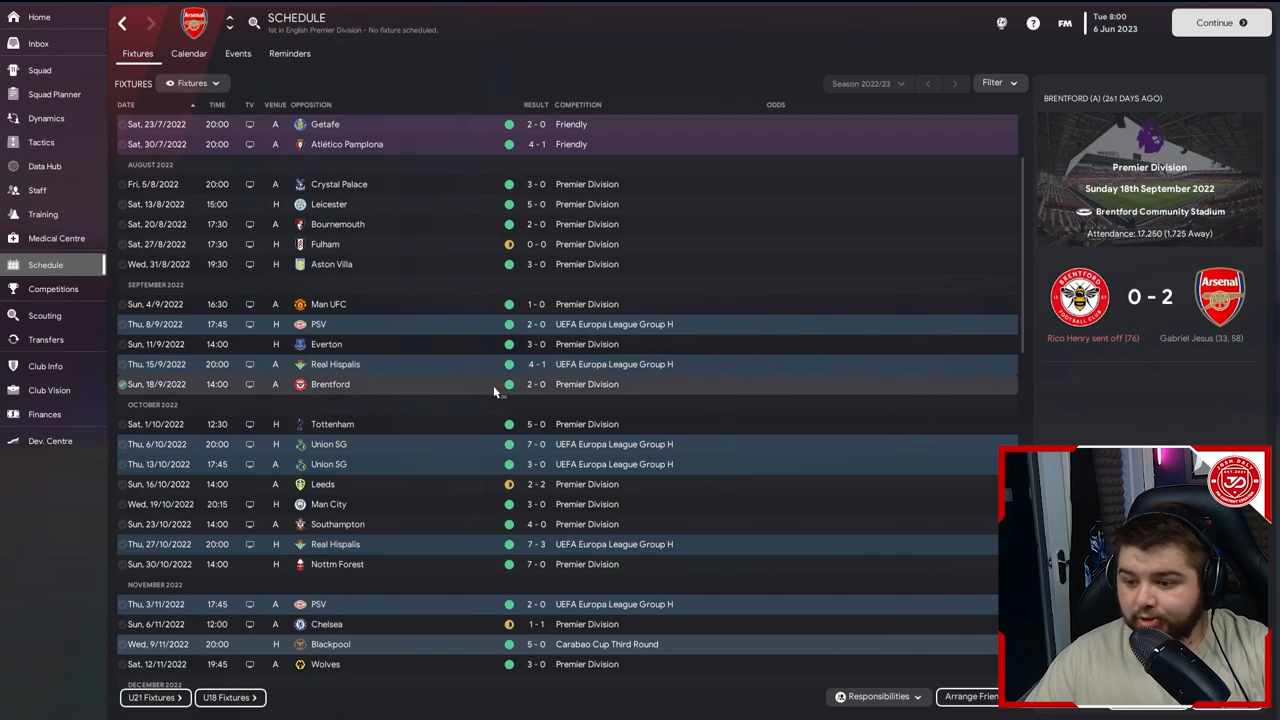 Home
Inbox
Squad
Squad Planner
Dynamics
Tactics
Data Hub
Staff
Training
Medical Centre
Schedule
Competitions
Scouting
Transfers
Club Info
Club Vision
Finances
Dev. Centre
Arsenal
SCHEDULE
1st in English Premier Division - No fixture scheduled.
? FM
Tue 8:00
6 Jun 2023
Continue
Fixtures Calendar Events Reminders
FIXTURES Fixtures Season 2022/23 Filter
DATE TIME TV VENUE OPPOSITION RESULT COMPETITION ODDS
Sat, 23/7/2022 20:00 A Getafe 2 - 0 Friendly
Sat, 30/7/2022 20:00 A Atlético Pamplona 4 - 1 Friendly
AUGUST 2022
Fri, 5/8/2022 20:00 A Crystal Palace 3 - 0 Premier Division
Sat, 13/8/2022 15:00 H Leicester 5 - 0 Premier Division
Sat, 20/8/2022 17:30 A Bournemouth 2 - 0 Premier Division
Sat, 27/8/2022 17:30 H Fulham 0 - 0 Premier Division
Wed, 31/8/2022 19:30 H Aston Villa 3 - 0 Premier Division
SEPTEMBER 2022
Sun, 4/9/2022 16:30 A Man UFC 1 - 0 Premier Division
Thu, 8/9/2022 17:45 H PSV 2 - 0 UEFA Europa League Group H
Sun, 11/9/2022 14:00 H Everton 3 - 0 Premier Division
Thu, 15/9/2022 20:00 A Real Hispalis 4 - 1 UEFA Europa League Group H
Sun, 18/9/2022 14:00 A Brentford 2 - 0 Premier Division
OCTOBER 2022
Sat, 1/10/2022 12:30 H Tottenham 5 - 0 Premier Division
Thu, 6/10/2022 20:00 H Union SG 7 - 0 UEFA Europa League Group H
Thu, 13/10/2022 17:45 A Union SG 3 - 0 UEFA Europa League Group H
Sun, 16/10/2022 14:00 A Leeds 2 - 2 Premier Division
Wed, 19/10/2022 20:15 H Man City 3 - 0 Premier Division
Sun, 23/10/2022 14:00 A Southampton 4 - 0 Premier Division
Thu, 27/10/2022 20:00 H Real Hispalis 7 - 3 UEFA Europa League Group H
Sun, 30/10/2022 14:00 H Nottm Forest 7 - 0 Premier Division
NOVEMBER 2022
Thu, 3/11/2022 17:45 A PSV 2 - 0 UEFA Europa League Group H
Sun, 6/11/2022 12:00 A Chelsea 1 - 1 Premier Division
Wed, 9/11/2022 20:00 H Blackpool 5 - 0 Carabao Cup Third Round
Sat, 12/11/2022 19:45 A Wolves 3 - 0 Premier Division
DECEMBER 2022
U21 Fixtures U18 Fixtures Responsibilities Arrange Frien
BRENTFORD (A) (261 DAYS AGO)
Premier Division
Sunday 18th September 2022
Brentford Community Stadium
Attendance: 17,250 (1,725 Away)
BRENTFORD
FOOTBALL CLUB
0 - 2
Arsenal
Rico Henry sent off (76) Gabriel Jesus (33, 58)
JOSH DALY
JD